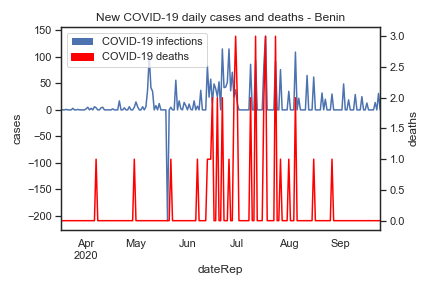 New COVID-19 daily cases and deaths - Benin
COVID-19 infections
COVID-19 deaths
150
100
50
0
−50
−100
−150
−200
cases
3.0
2.5
2.0
1.5
1.0
0.5
0.0
deaths
Apr May Jun Jul Aug Sep
2020
dateRep